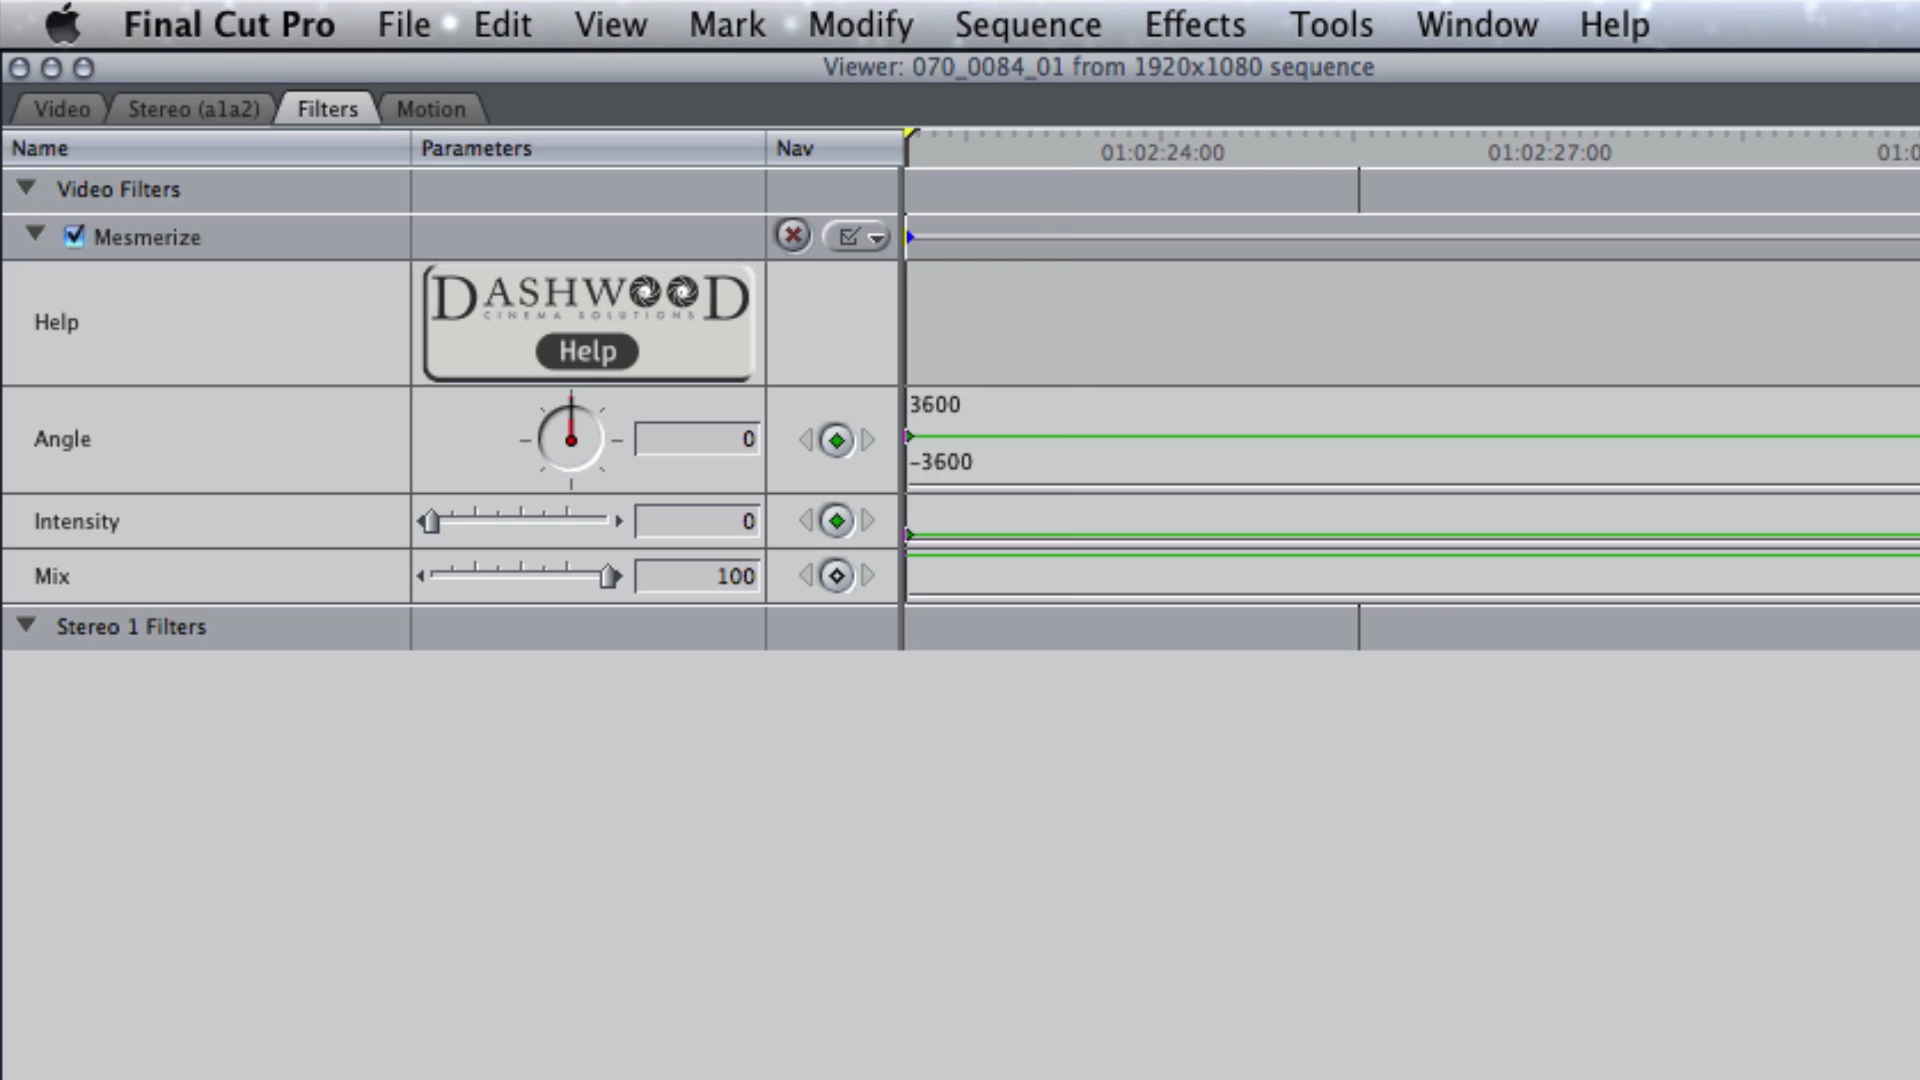 Final Cut Pro File Edit View Mark Modify Sequence Effects Tools Window Help
Viewer: 070_0084_01 from 1920x1080 sequence
Video Stereo (a1a2) Filters Motion
Name Parameters Nav 01:02:24:00 01:02:27:00 01:0
Video Filters
Mesmerize
DASHWOOD
CINEMA SOLUTIONS
Help
Help
3600
Angle 0
-3600
Intensity 0
Mix 100
Stereo 1 Filters